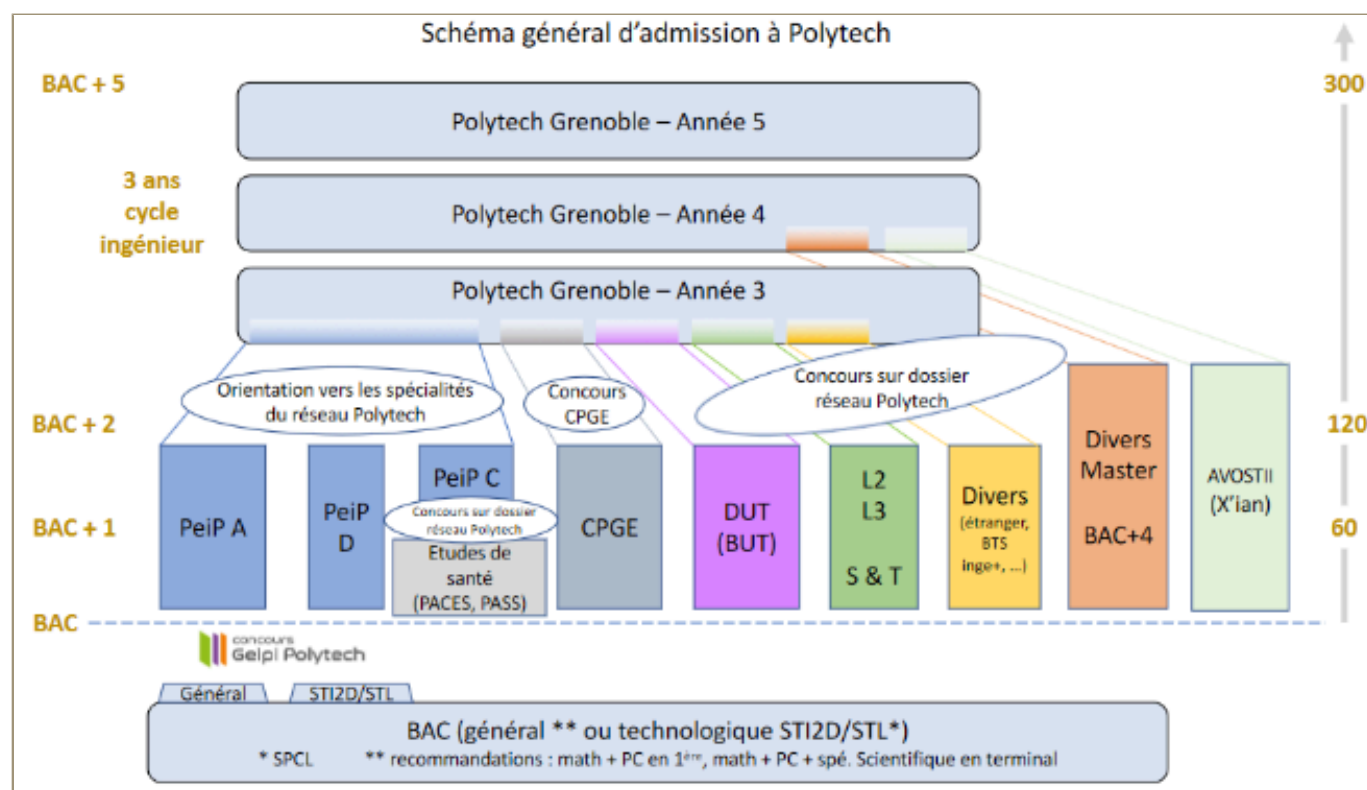 Schéma général d'admission à Polytech
BAC + 5
300
Polytech Grenoble – Année 5
3 ans
cycle
ingénieur
Polytech Grenoble – Année 4
Polytech Grenoble – Année 3
Orientation vers les spécialités
du réseau Polytech
Concours
CPGE
Concours sur dossier
réseau Polytech
BAC + 2
120
BAC + 1
60
BAC
PeiP A
PeiP
D
PeiP C
Concours sur dossier
réseau Polytech
Etudes de
santé
(PACES, PASS)
CPGE
DUT
(BUT)
L2
L3
S & T
Divers
(étranger,
BTS
inge+, ...)
Divers
Master
BAC+4
AVOSTII
(X'ian)
concours
Geipi Polytech
Général
STI2D/STL
BAC (général ** ou technologique STI2D/STL*)
* SPCL ** recommandations : math + PC en 1ère, math + PC + spé. Scientifique en terminal